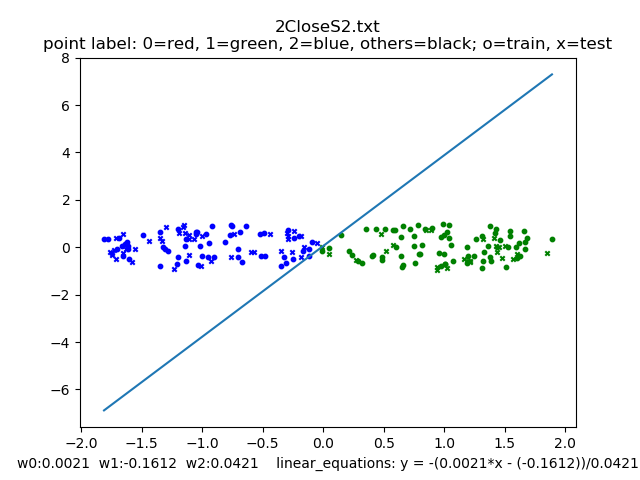 2CloseS2.txt
point label: 0=red, 1=green, 2=blue, others=black; o=train, x=test
8
6
4
2
0
−2
−4
−6
−2.0 −1.5 −1.0 −0.5 0.0 0.5 1.0 1.5 2.0
w0:0.0021 w1:-0.1612 w2:0.0421 linear_equations: y = -(0.0021*x - (-0.1612))/0.0421